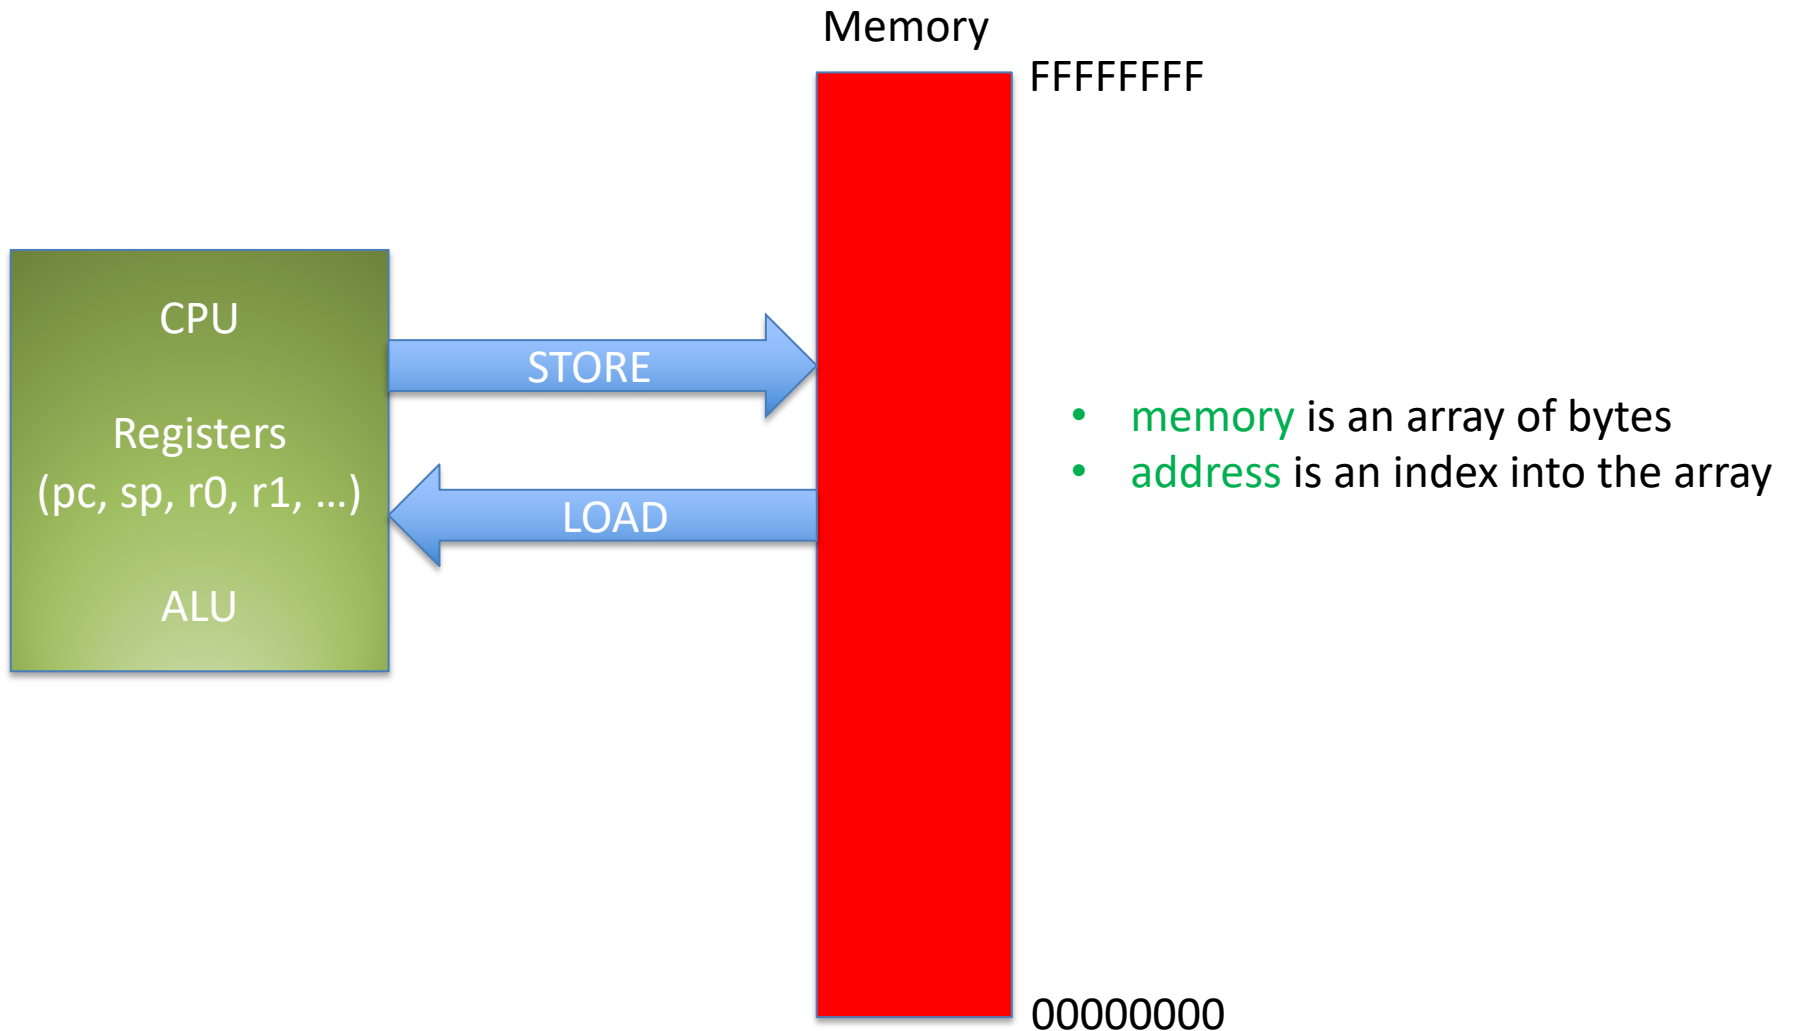 Memory
FFFFFFFF
CPU
Registers
(pc, sp, r0, r1, …)
ALU
STORE
LOAD
• memory is an array of bytes
• address is an index into the array
00000000